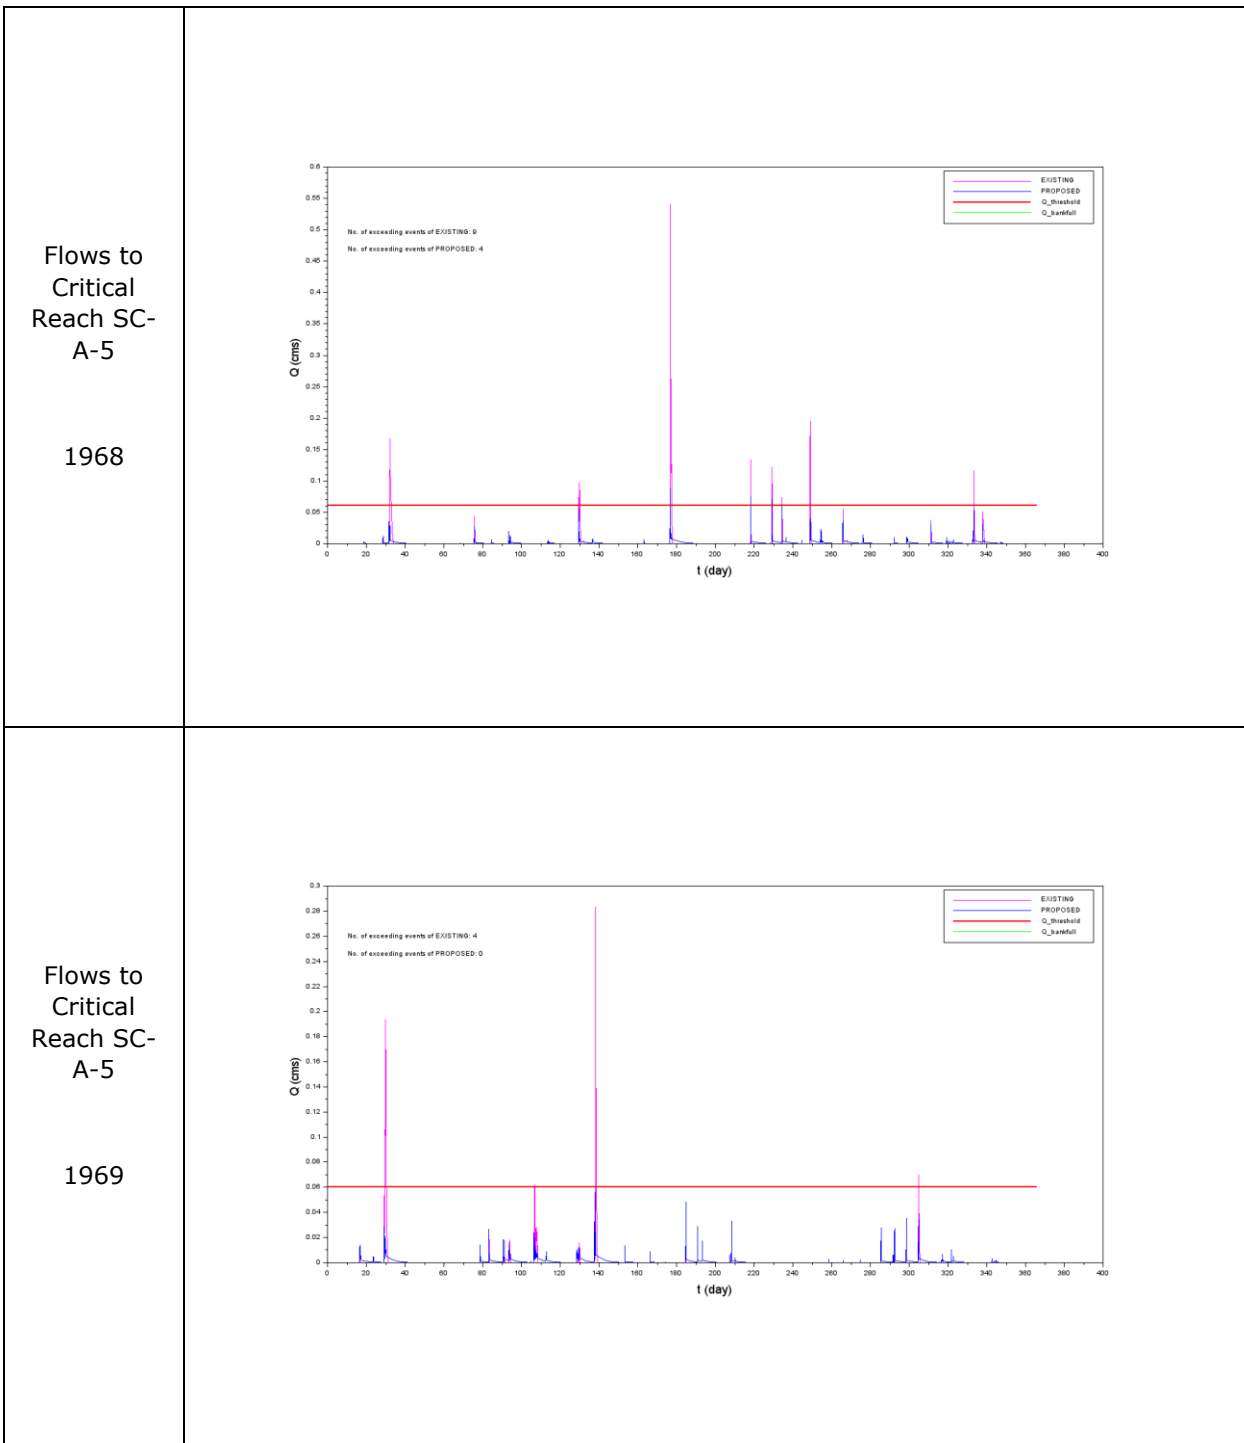 Flows to
Critical
Reach SC-
A-5
1968
0.6
0.55
0.5
0.45
0.4
0.35
0.3
0.25
0.2
0.15
0.1
0.05
0
Q (cms)
No. of exceeding events of EXISTING: 9
No. of exceeding events of PROPOSED: 4
EXISTING
PROPOSED
Q_threshold
Q_bankfull
0 20 40 60 80 100 120 140 160 180 200 220 240 260 280 300 320 340 360 380 400
t (day)
Flows to
Critical
Reach SC-
A-5
1969
0.3
0.28
0.26
0.24
0.22
0.2
0.18
0.16
0.14
0.12
0.1
0.08
0.06
0.04
0.02
0
Q (cms)
No. of exceeding events of EXISTING: 4
No. of exceeding events of PROPOSED: 0
EXISTING
PROPOSED
Q_threshold
Q_bankfull
0 20 40 60 80 100 120 140 160 180 200 220 240 260 280 300 320 340 360 380 400
t (day)